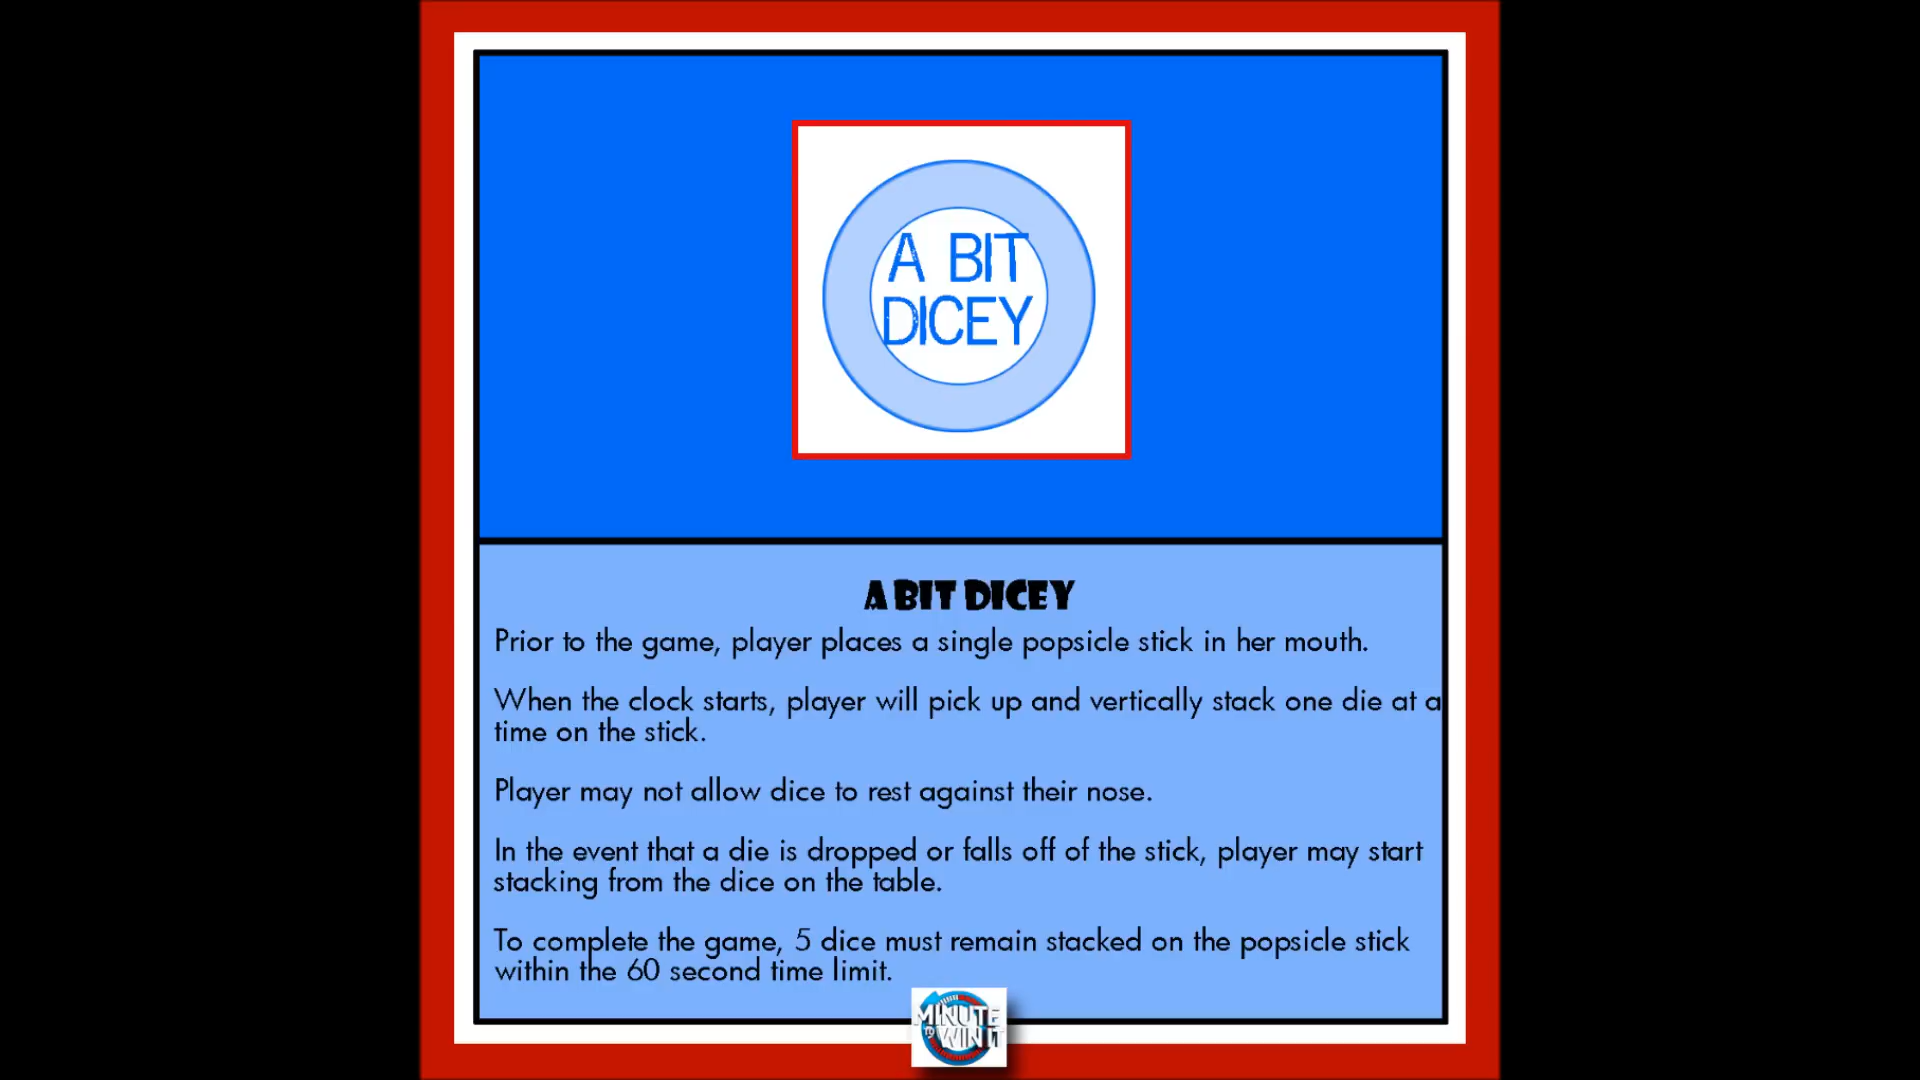 A BIT
DICEY
A BIT DICEY
Prior to the game, player places a single popsicle stick in her mouth.
When the clock starts, player will pick up and vertically stack one die at a
time on the stick.
Player may not allow dice to rest against their nose.
In the event that a die is dropped or falls off of the stick, player may start
stacking from the dice on the table.
To complete the game, 5 dice must remain stacked on the popsicle stick
within the 60 second time limit.
MINUTE
TO WIN IT